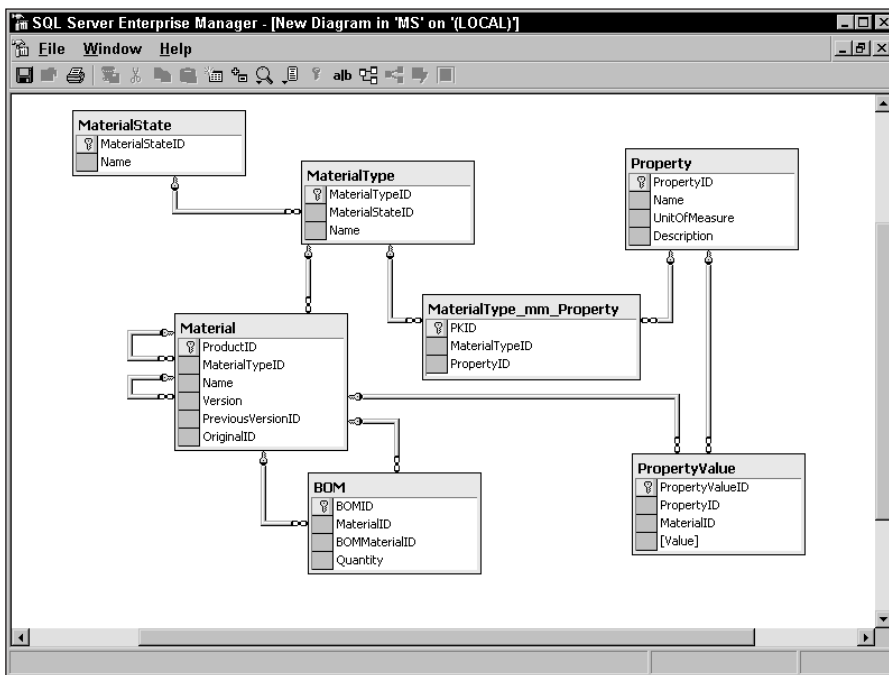 SQL Server Enterprise Manager - [New Diagram in 'MS' on '(LOCAL)']
File Window Help
a|b
MaterialState
MaterialStateID
Name
MaterialType
MaterialTypeID
MaterialStateID
Name
Property
PropertyID
Name
UnitOfMeasure
Description
MaterialType_mm_Property
PKID
MaterialTypeID
PropertyID
Material
ProductID
MaterialTypeID
Name
Version
PreviousVersionID
OriginalID
BOM
BOMID
MaterialID
BOMMaterialID
Quantity
PropertyValue
PropertyValueID
PropertyID
MaterialID
[Value]